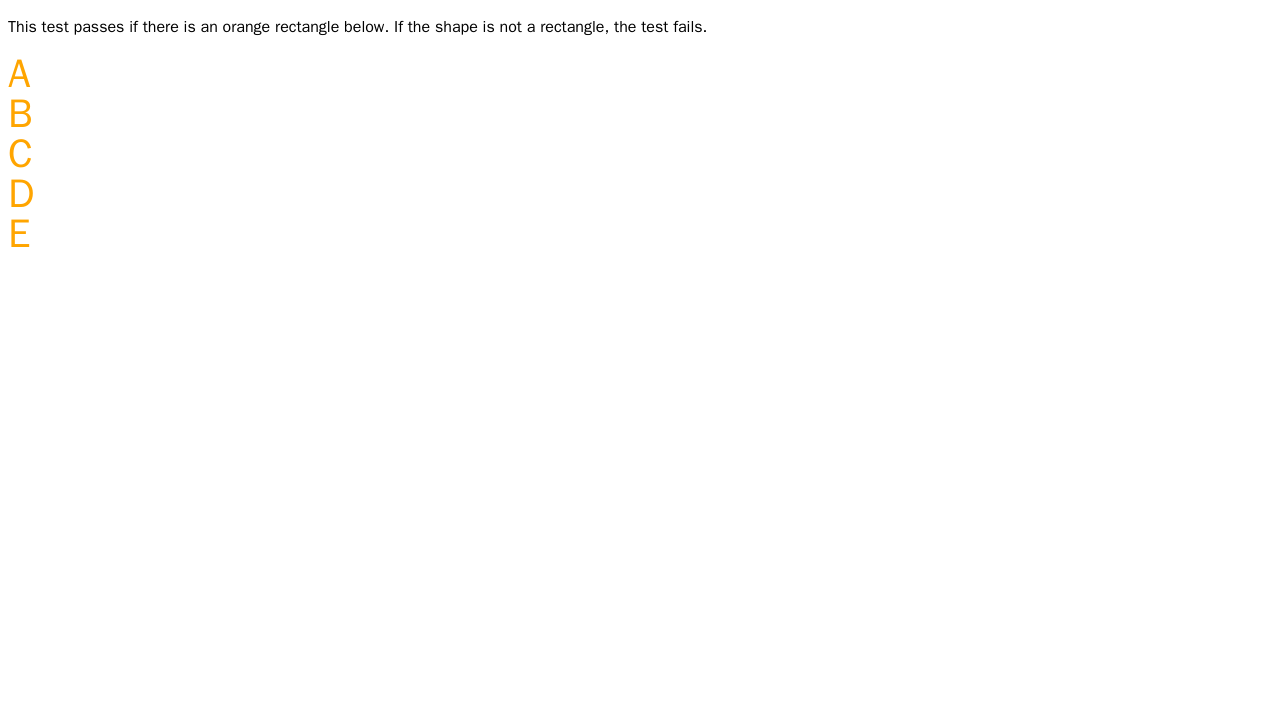 This test passes if there is an orange rectangle below. If the shape is not a rectangle, the test fails.
A
B
C
D
E